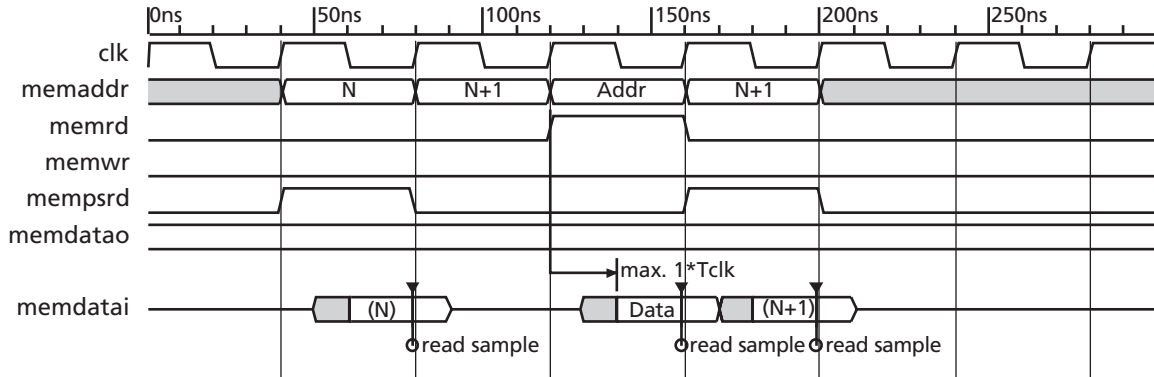 0ns 50ns 100ns 150ns 200ns 250ns
clk
memaddr N N+1 Addr N+1
memrd
memwr
mempsrd
memdatao
max. 1*Tclk
memdatai (N) Data (N+1)
read sample read sample read sample